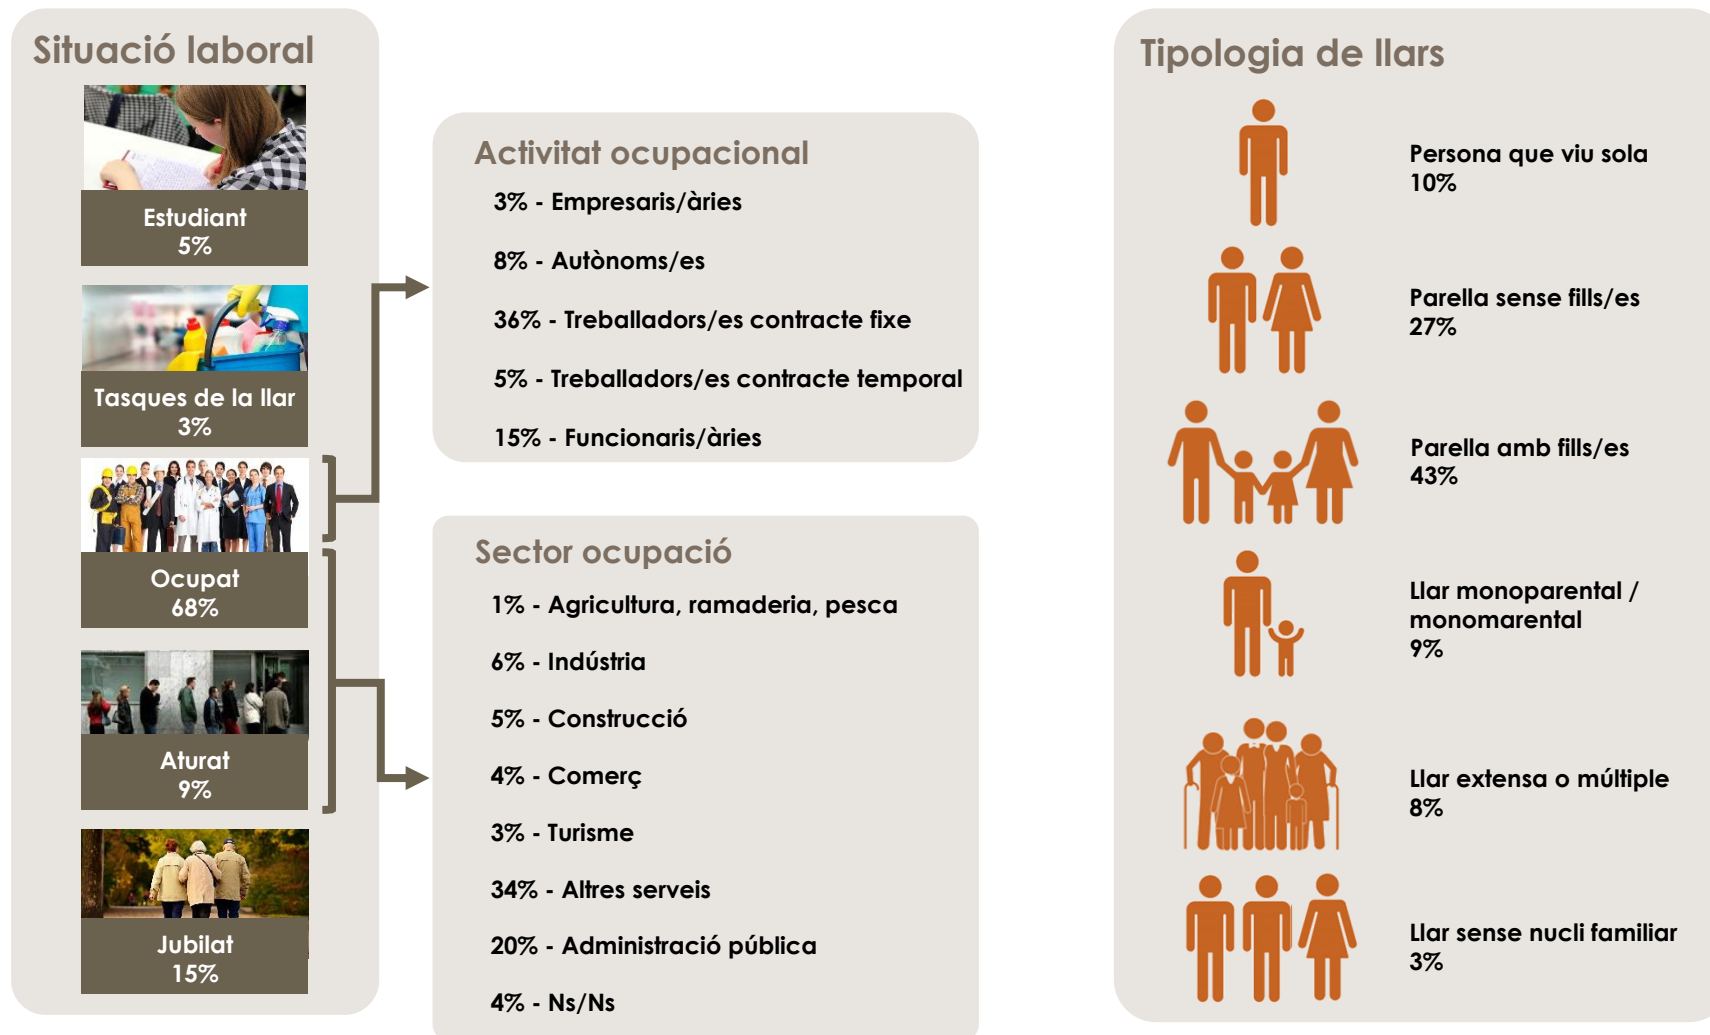 Situació laboral
Estudiant
5%
Tasques de la llar
3%
Ocupat
68%
Aturat
9%
Jubilat
15%
Activitat ocupacional
3% - Empresaris/àries
8% - Autònoms/es
36% - Treballadors/es contracte fixe
5% - Treballadors/es contracte temporal
15% - Funcionaris/àries
Sector ocupació
1% - Agricultura, ramaderia, pesca
6% - Indústria
5% - Construcció
4% - Comerç
3% - Turisme
34% - Altres serveis
20% - Administració pública
4% - Ns/Ns
Tipologia de llars
Persona que viu sola
10%
Parella sense fills/es
27%
Parella amb fills/es
43%
Llar monoparental /
monomarental
9%
Llar extensa o múltiple
8%
Llar sense nucli familiar
3%